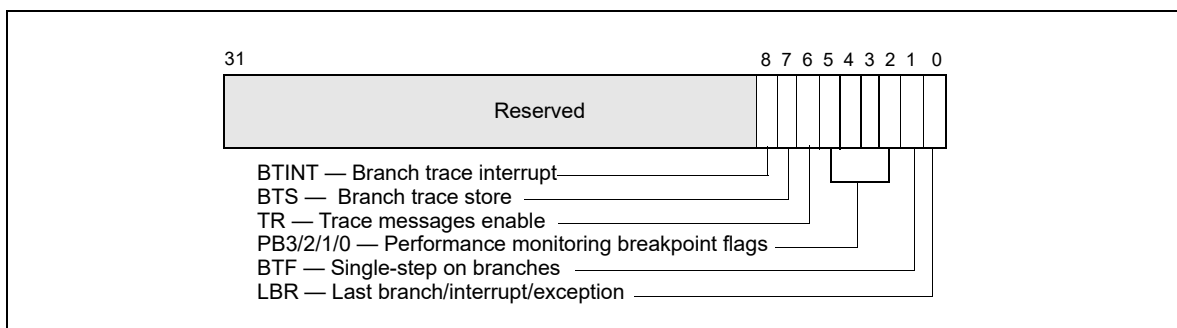 31 8 7 6 5 4 3 2 1 0
Reserved
BTINT — Branch trace interrupt
BTS — Branch trace store
TR — Trace messages enable
PB3/2/1/0 — Performance monitoring breakpoint flags
BTF — Single-step on branches
LBR — Last branch/interrupt/exception